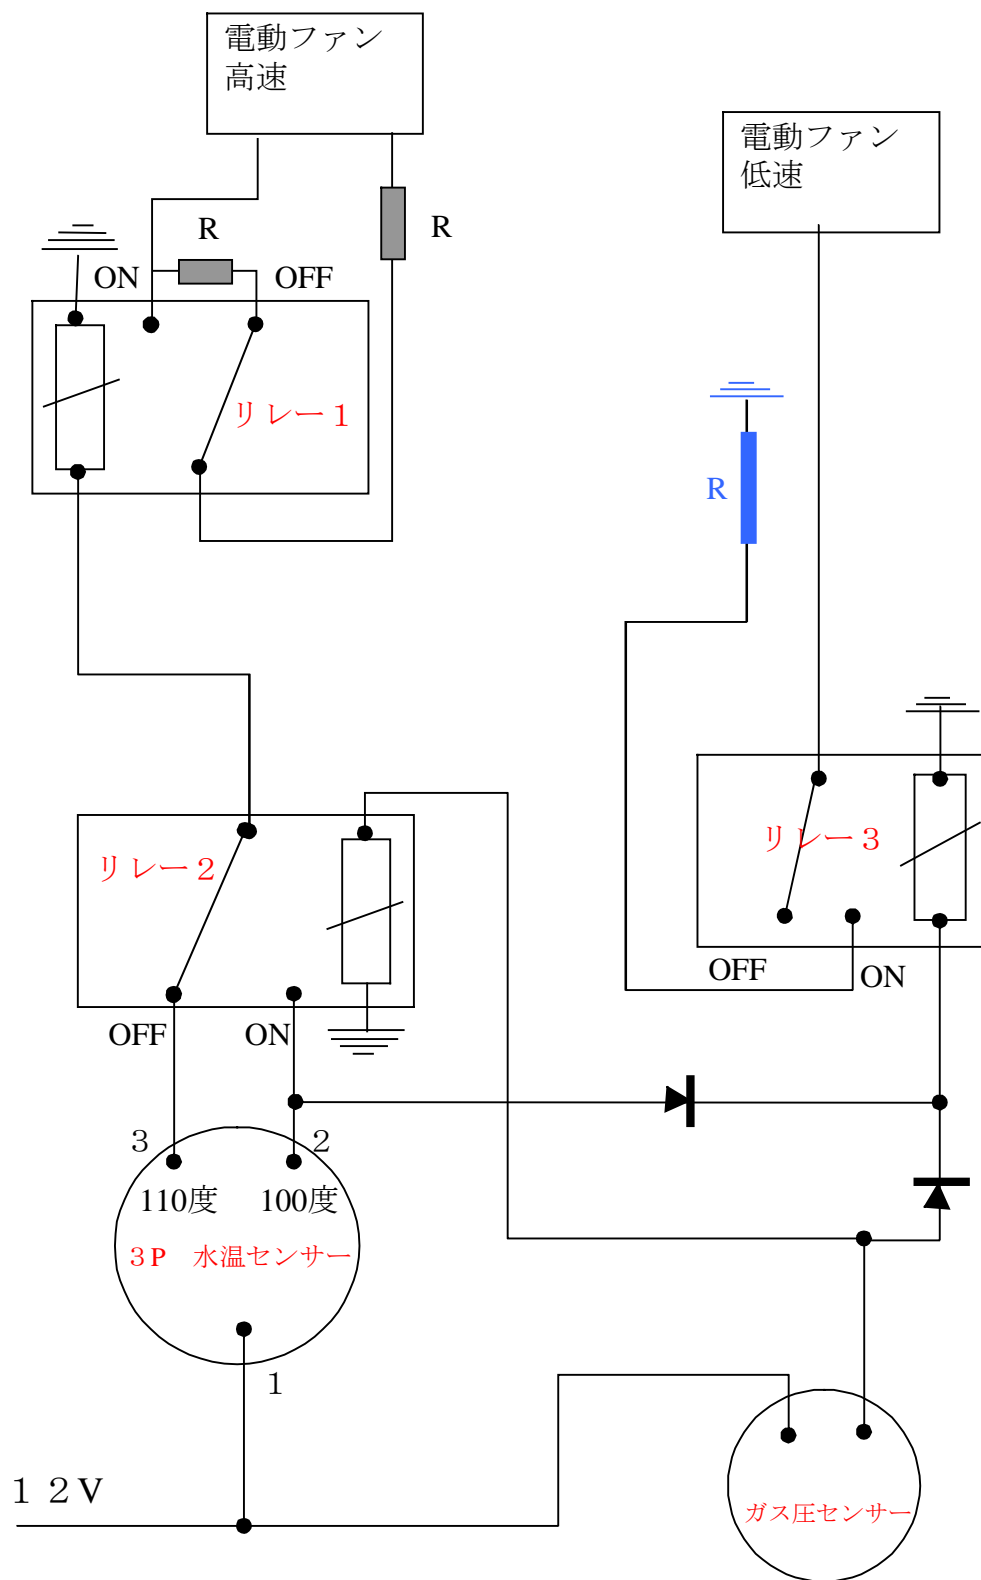 電動ファン
高速
電動ファン
低速
R
R
ON
OFF
リレー１
R
リレー３
リレー２
OFF
ON
OFF
ON
3
2
110度
100度
３P　水温センサー
1
１２V
ガス圧センサー